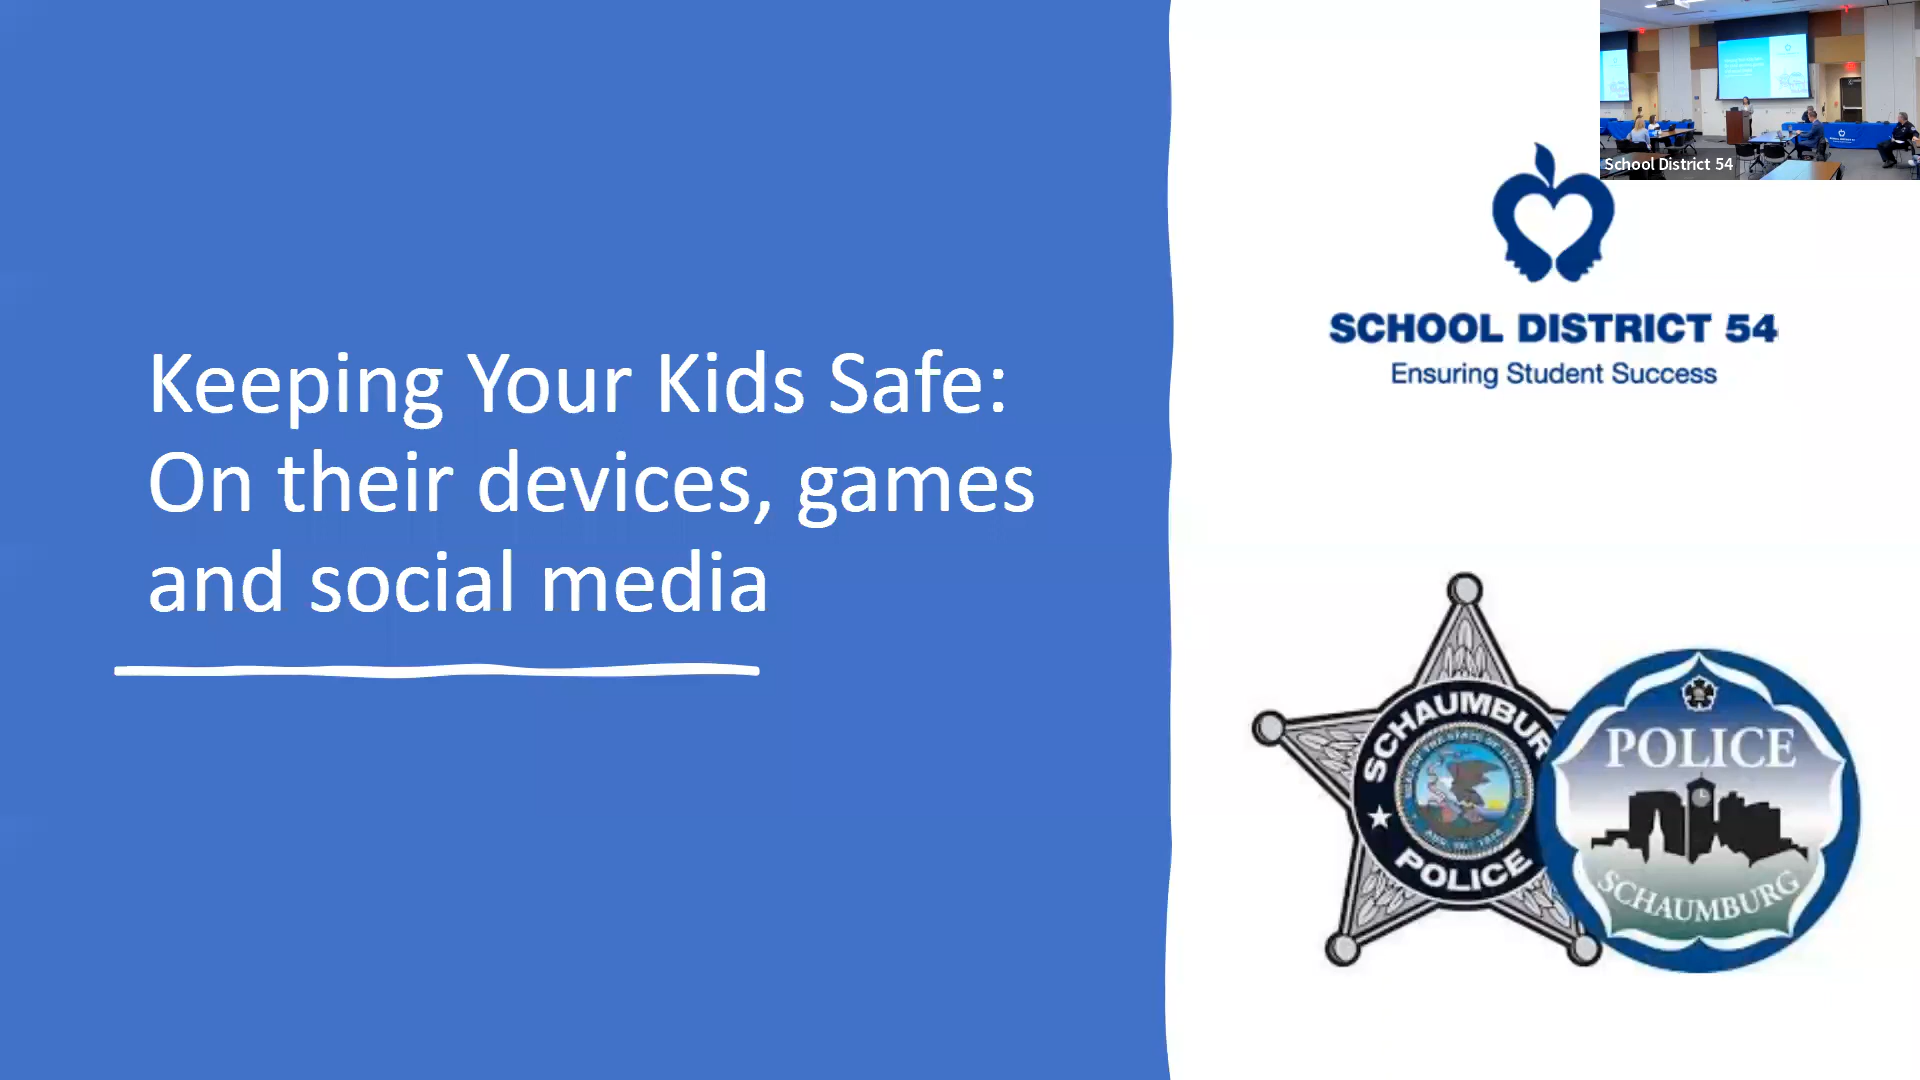 Keeping Your Kids Safe:
On their devices, games
and social media
School District 54
SCHOOL DISTRICT 54
Ensuring Student Success
SCHAUMBUR
POLICE
POLICE
SCHAUMBURG